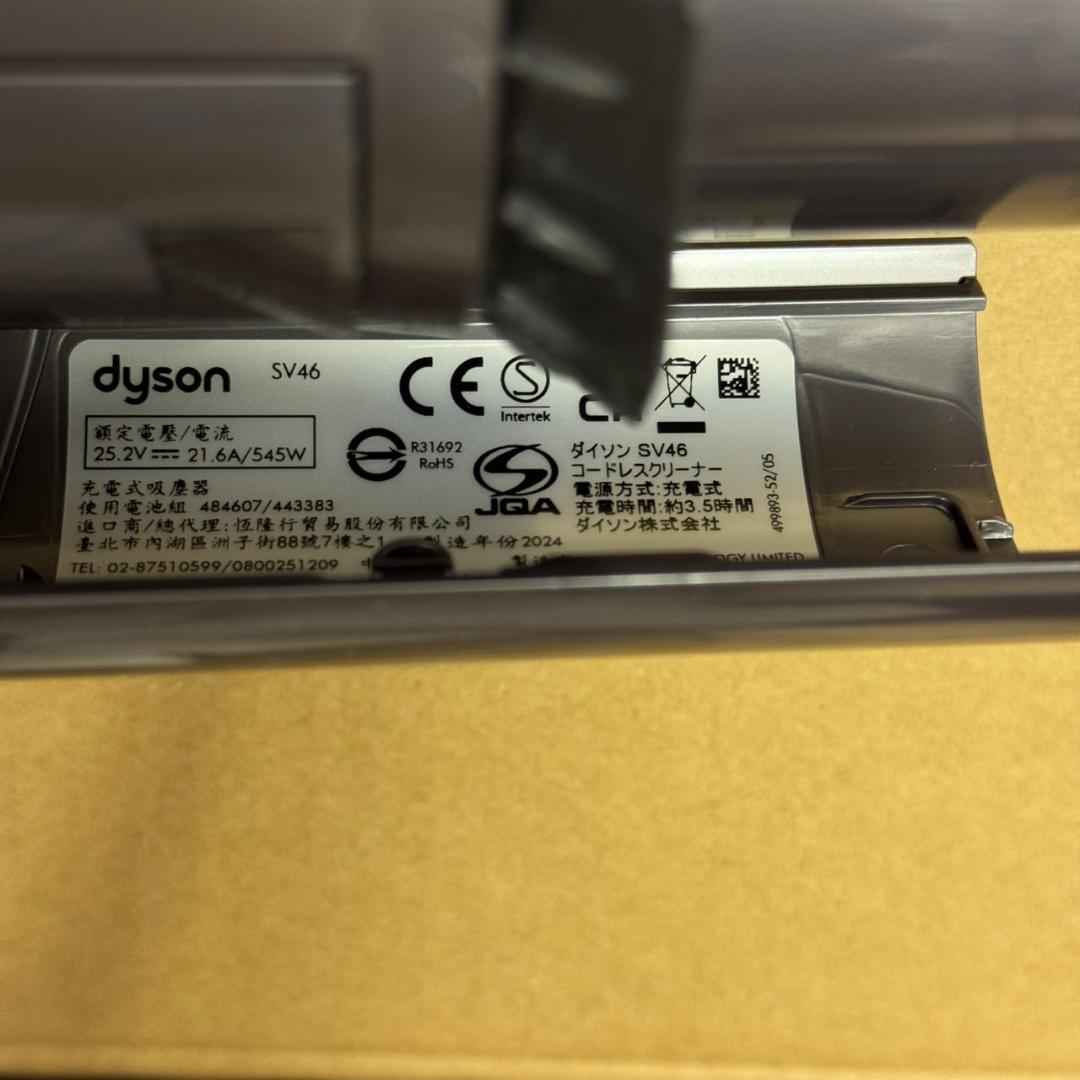 dyson SV46
Intertek
額定電壓/電流
25.2V 21.6A/545W
R31692
RoHS
JQA
充電式吸塵器
使用電池組 484607/443383
進口商/總代理:恆隆行貿易股份有限公司
臺北市內湖區洲子街88號7樓之1 製造年份2024
TEL: 02-87510599/0800251209
ダイソン SV46
コードレスクリーナー
電源方式:充電式
充電時間:約3.5時間
ダイソン株式会社
LIMITED
499893-52/05